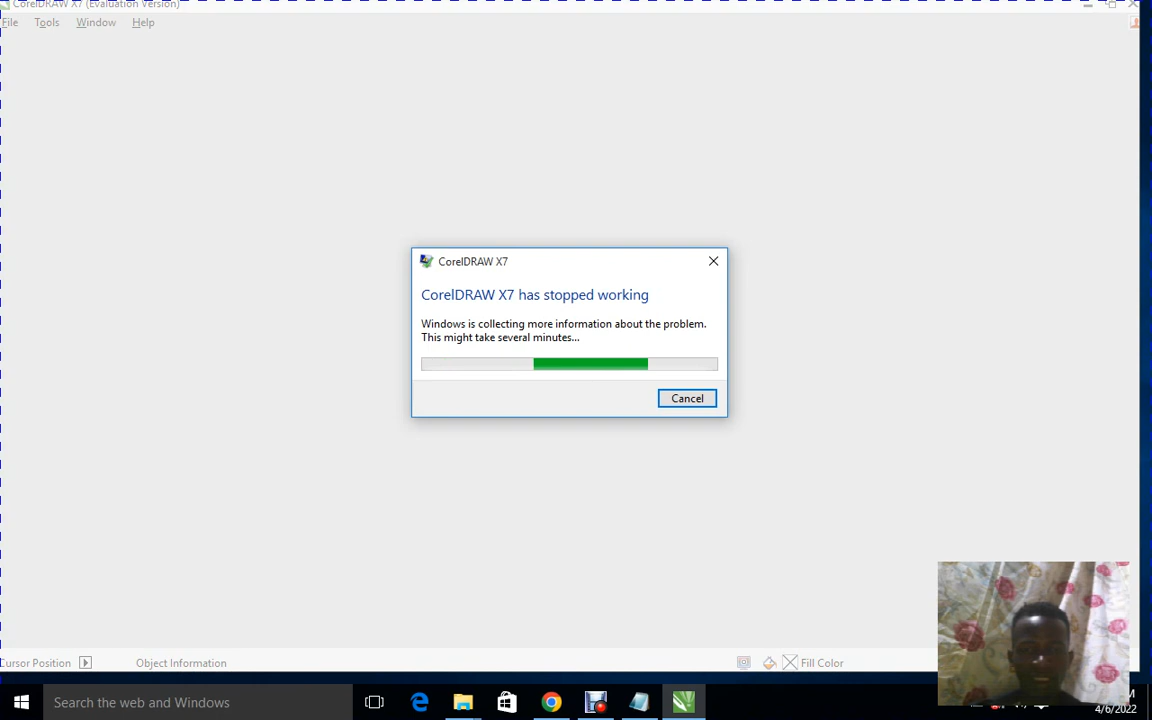 CorelDRAW X7 (Evaluation Version)
File Tools Window Help
CorelDRAW X7
CorelDRAW X7 has stopped working
Windows is collecting more information about the problem.
This might take several minutes...
Cancel
Cursor Position
Object Information
Fill Color
Search the web and Windows
M
4/6/2022